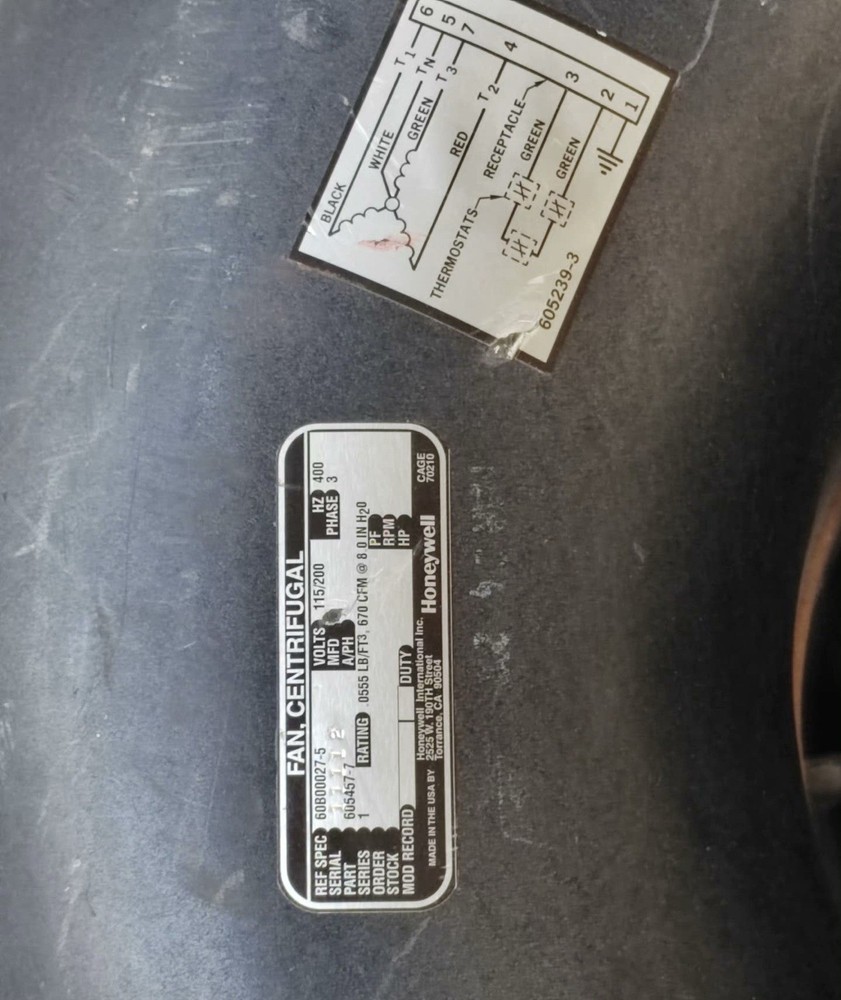 6
5
7
4
3
2
1
T1
TN
T3
T2
BLACK
WHITE
GREEN
RED
RECEPTACLE
GREEN
GREEN
THERMOSTATS
605239-3
FAN, CENTRIFUGAL
REF SPEC 60B00027-5 VOLTS 115/200 HZ 400
SERIAL MFD PHASE 3
PART 605457-7 A/PH
SERIES 1 RATING .0555 LB/FT3, 670 CFM @ 8.0 IN H2O
ORDER PF
STOCK RPM
MOD RECORD DUTY HP
MADE IN THE USA BY Honeywell International Inc. Honeywell CAGE
2525 W. 190TH Street 70210
Torrance, CA 90504